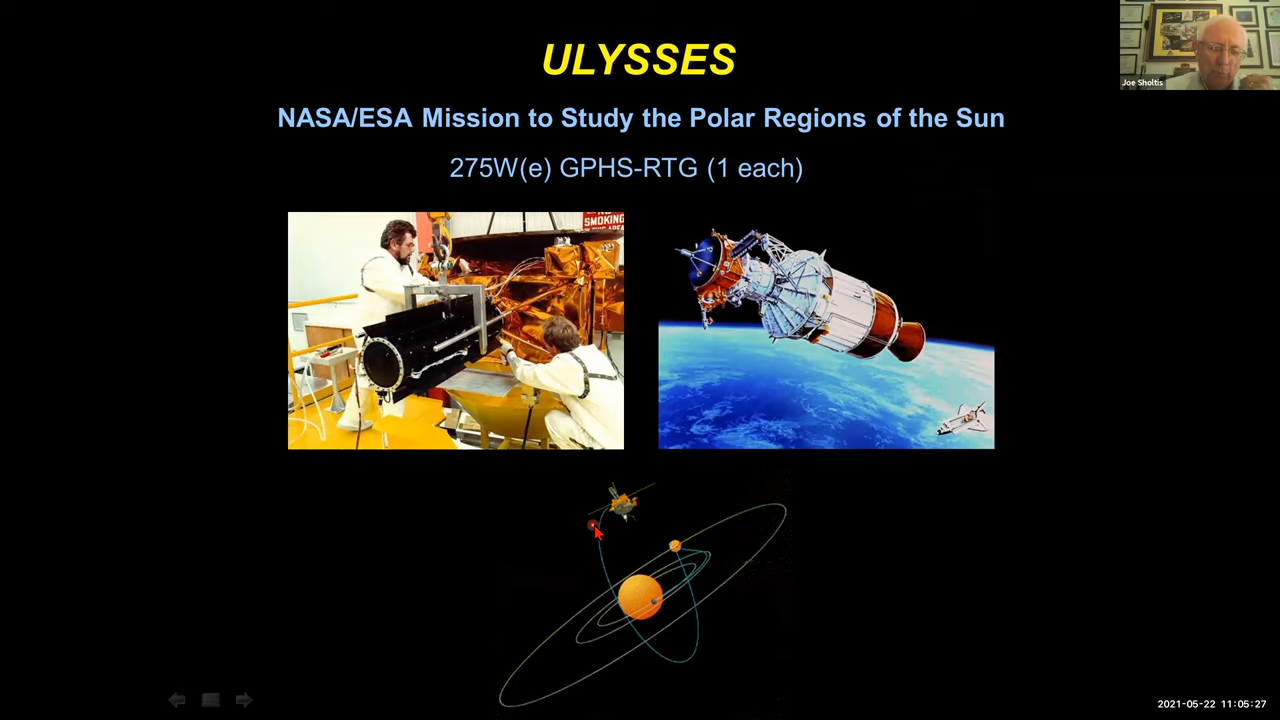 ULYSSES
Joe Sholtis
NASA/ESA Mission to Study the Polar Regions of the Sun
275W(e) GPHS-RTG (1 each)
SMOKING
2021-05-22 11:05:27